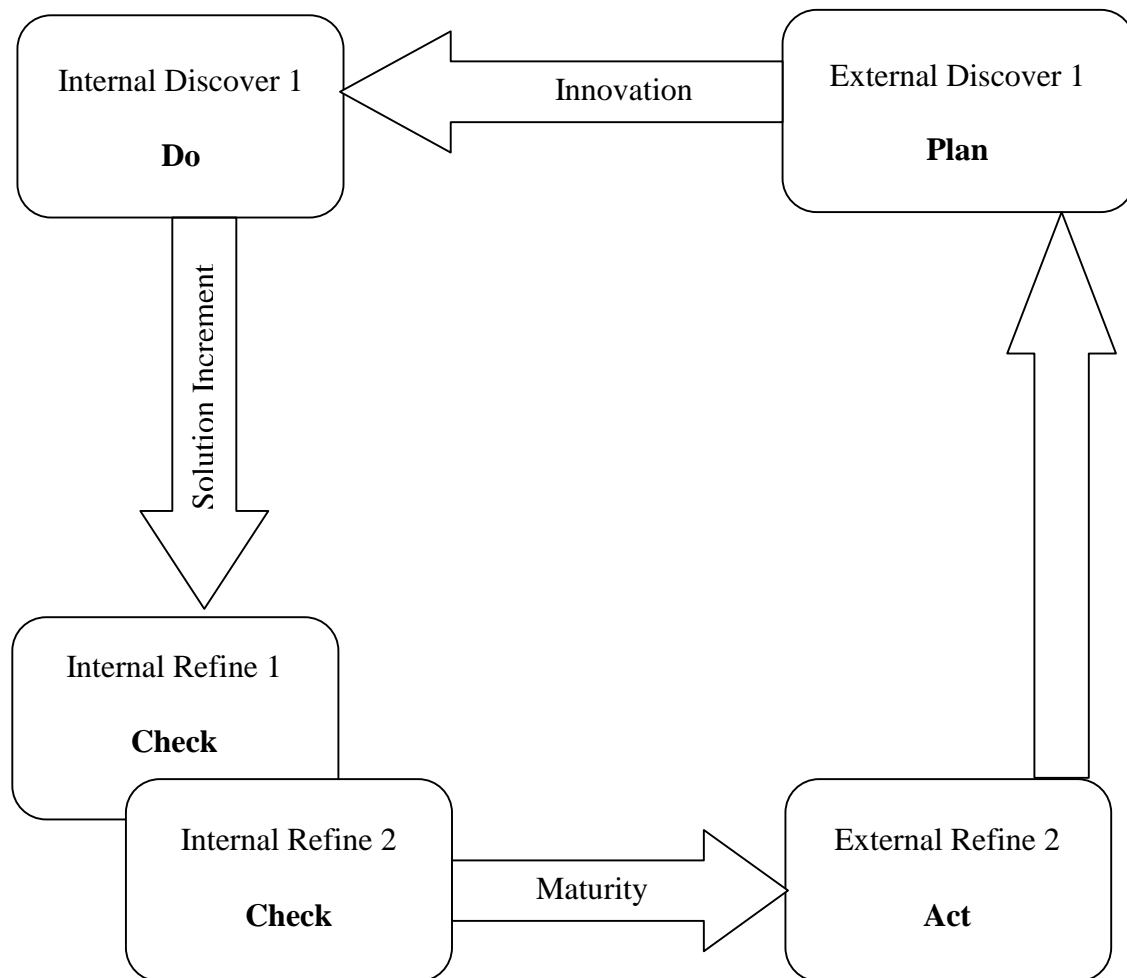 Internal Discover 1
Do
Innovation
External Discover 1
Plan
Solution Increment
Internal Refine 1
Check
Internal Refine 2
Check
Maturity
External Refine 2
Act